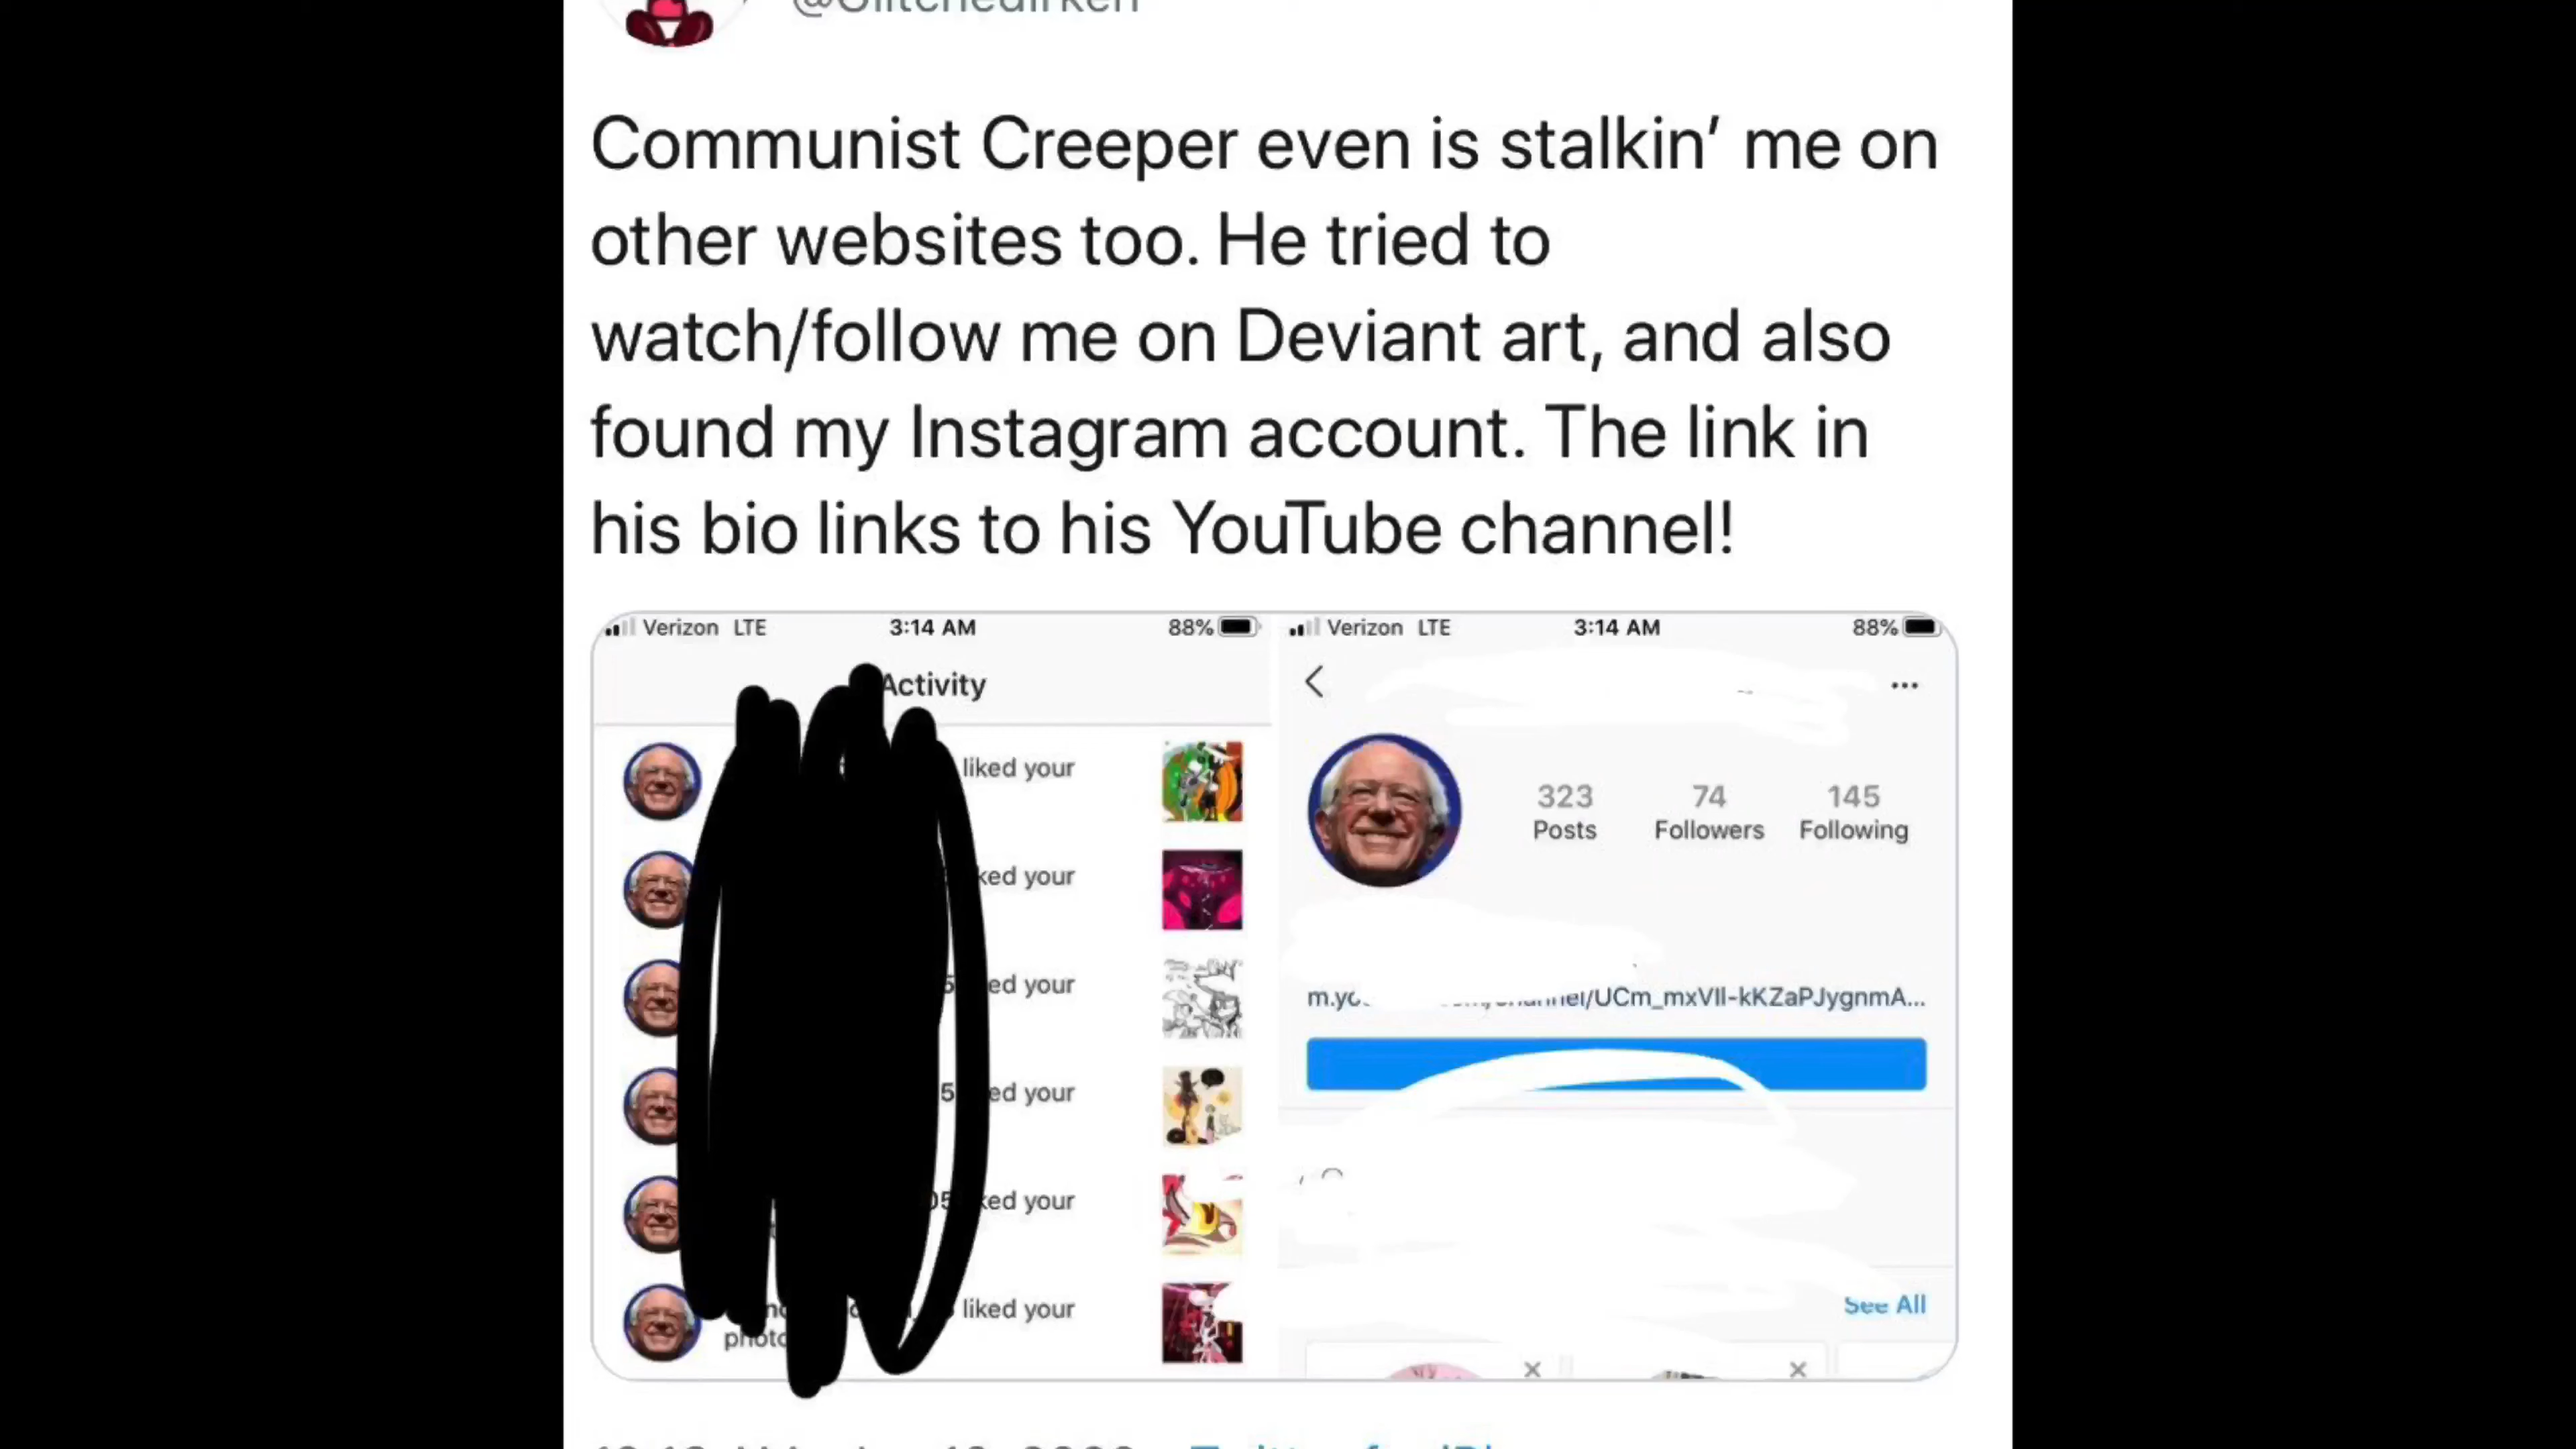 Communist Creeper even is stalkin’ me on
other websites too. He tried to
watch/follow me on Deviant art, and also
found my Instagram account. The link in
his bio links to his YouTube channel!
Verizon LTE 3:14 AM 88%
Activity
liked your
ked your
ed your
5 ed your
05 ked your
liked your
photo
Verizon LTE 3:14 AM 88%
323 74 145
Posts Followers Following
/UCm_mxVII-kKZaPJygnmA...
See All